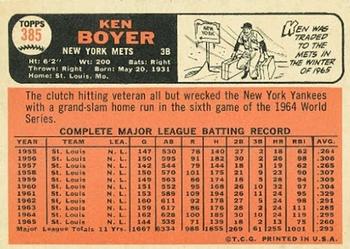 TOPPS
385
KEN BOYER
NEW YORK METS 3B
Ht: 6'2" Wt: 200 Bats: Right
Throws: Right Born: May 20, 1931
Home: St. Louis, Mo.
NEW YORK
KEN WAS
TRADED TO
THE METS
IN THE
WINTER OF
1965
The clutch hitting veteran all but wrecked the New York Yankees
with a grand-slam home run in the sixth game of the 1964 World
Series.
COMPLETE MAJOR LEAGUE BATTING RECORD
YEAR TEAM LEA. G AB R H 2B 3B HR RBI AVG.
1955 St. Louis N. L. 147 530 78 140 27 2 18 62 .264
1956 St. Louis N. L. 150 595 91 182 30 2 26 98 .306
1957 St. Louis N. L. 142 544 79 144 18 3 19 62 .265
1958 St. Louis N. L. 150 570 101 175 21 9 23 90 .307
1959 St. Louis N. L. 149 563 86 174 18 5 28 94 .309
1960 St. Louis N. L. 151 552 95 168 26 10 32 97 .304
1961 St. Louis N. L. 153 589 109 194 26 11 24 95 .329
1962 St. Louis N. L. 160 611 92 178 27 5 24 98 .291
1963 St. Louis N. L. 159 617 86 176 28 2 24 111 .285
1964 St. Louis N. L. 162 628 100 185 30 10 24 119 .295
1965 St. Louis N. L. 144 535 71 139 18 2 13 75 .260
Major League Totals 11 Yrs. 1667 6334 988 1855 269 61 255 1001 .293
© T.C.G. PRINTED IN U.S.A.